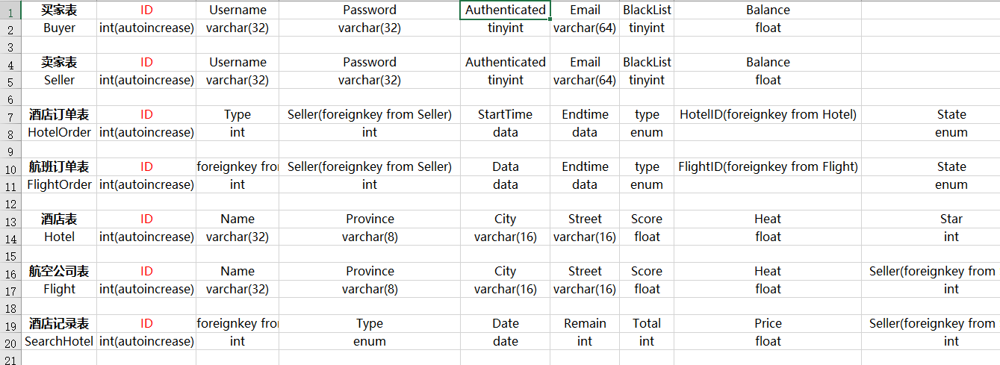 1 买家表 ID Username Password Authenticated Email BlackList Balance
2 Buyer int(autoincrease) varchar(32) varchar(32) tinyint varchar(64) tinyint float
3
4 卖家表 ID Username Password Authenticated Email BlackList Balance
5 Seller int(autoincrease) varchar(32) varchar(32) tinyint varchar(64) tinyint float
6
7 酒店订单表 ID Type Seller(foreignkey from Seller) StartTime Endtime type HotelID(foreignkey from Hotel) State
8 HotelOrder int(autoincrease) int int data data enum enum
9
10 航班订单表 ID foreignkey from Seller(foreignkey from Seller) Data Endtime type FlightID(foreignkey from Flight) State
11 FlightOrder int(autoincrease) int int data data enum enum
12
13 酒店表 ID Name Province City Street Score Heat Star
14 Hotel int(autoincrease) varchar(32) varchar(8) varchar(16) varchar(16) float float int
15
16 航空公司表 ID Name Province City Street Score Heat Seller(foreignkey from
17 Flight int(autoincrease) varchar(32) varchar(8) varchar(16) varchar(16) float float int
18
19 酒店记录表 ID foreignkey from Type Date Remain Total Price Seller(foreignkey from
20 SearchHotel int(autoincrease) int enum date int int float int
21